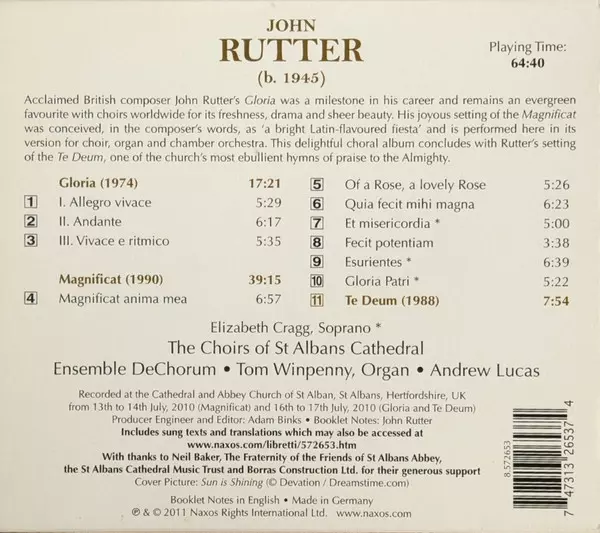 JOHN
RUTTER
(b. 1945)
Playing Time:
64:40
Acclaimed British composer John Rutter's Gloria was a milestone in his career and remains an evergreen
favourite with choirs worldwide for its freshness, drama and sheer beauty. His joyous setting of the Magnificat
was conceived, in the composer's words, as 'a bright Latin-flavoured fiesta' and is performed here in its
version for choir, organ and chamber orchestra. This delightful choral album concludes with Rutter's setting
of the Te Deum, one of the church's most ebullient hymns of praise to the Almighty.
Gloria (1974) 17:21
1 I. Allegro vivace 5:29
2 II. Andante 6:17
3 III. Vivace e ritmico 5:35
Magnificat (1990) 39:15
4 Magnificat anima mea 6:57
5 Of a Rose, a lovely Rose 5:26
6 Quia fecit mihi magna 6:23
7 Et misericordia * 5:00
8 Fecit potentiam 3:38
9 Esurientes * 6:39
10 Gloria Patri * 5:22
11 Te Deum (1988) 7:54
Elizabeth Cragg, Soprano *
The Choirs of St Albans Cathedral
Ensemble DeChorum • Tom Winpenny, Organ • Andrew Lucas
Recorded at the Cathedral and Abbey Church of St Alban, St Albans, Hertfordshire, UK
from 13th to 14th July, 2010 (Magnificat) and 16th to 17th July, 2010 (Gloria and Te Deum)
Producer Engineer and Editor: Adam Binks • Booklet Notes: John Rutter
Includes sung texts and translations which may also be accessed at
www.naxos.com/libretti/572653.htm
With thanks to Neil Baker, The Fraternity of the Friends of St Albans Abbey,
the St Albans Cathedral Music Trust and Borras Construction Ltd. for their generous support
Cover Picture: Sun is Shining (© Devation / Dreamstime.com)
Booklet Notes in English • Made in Germany
℗ & © 2011 Naxos Rights International Ltd. • www.naxos.com
8.572653
7 47313 26537 4